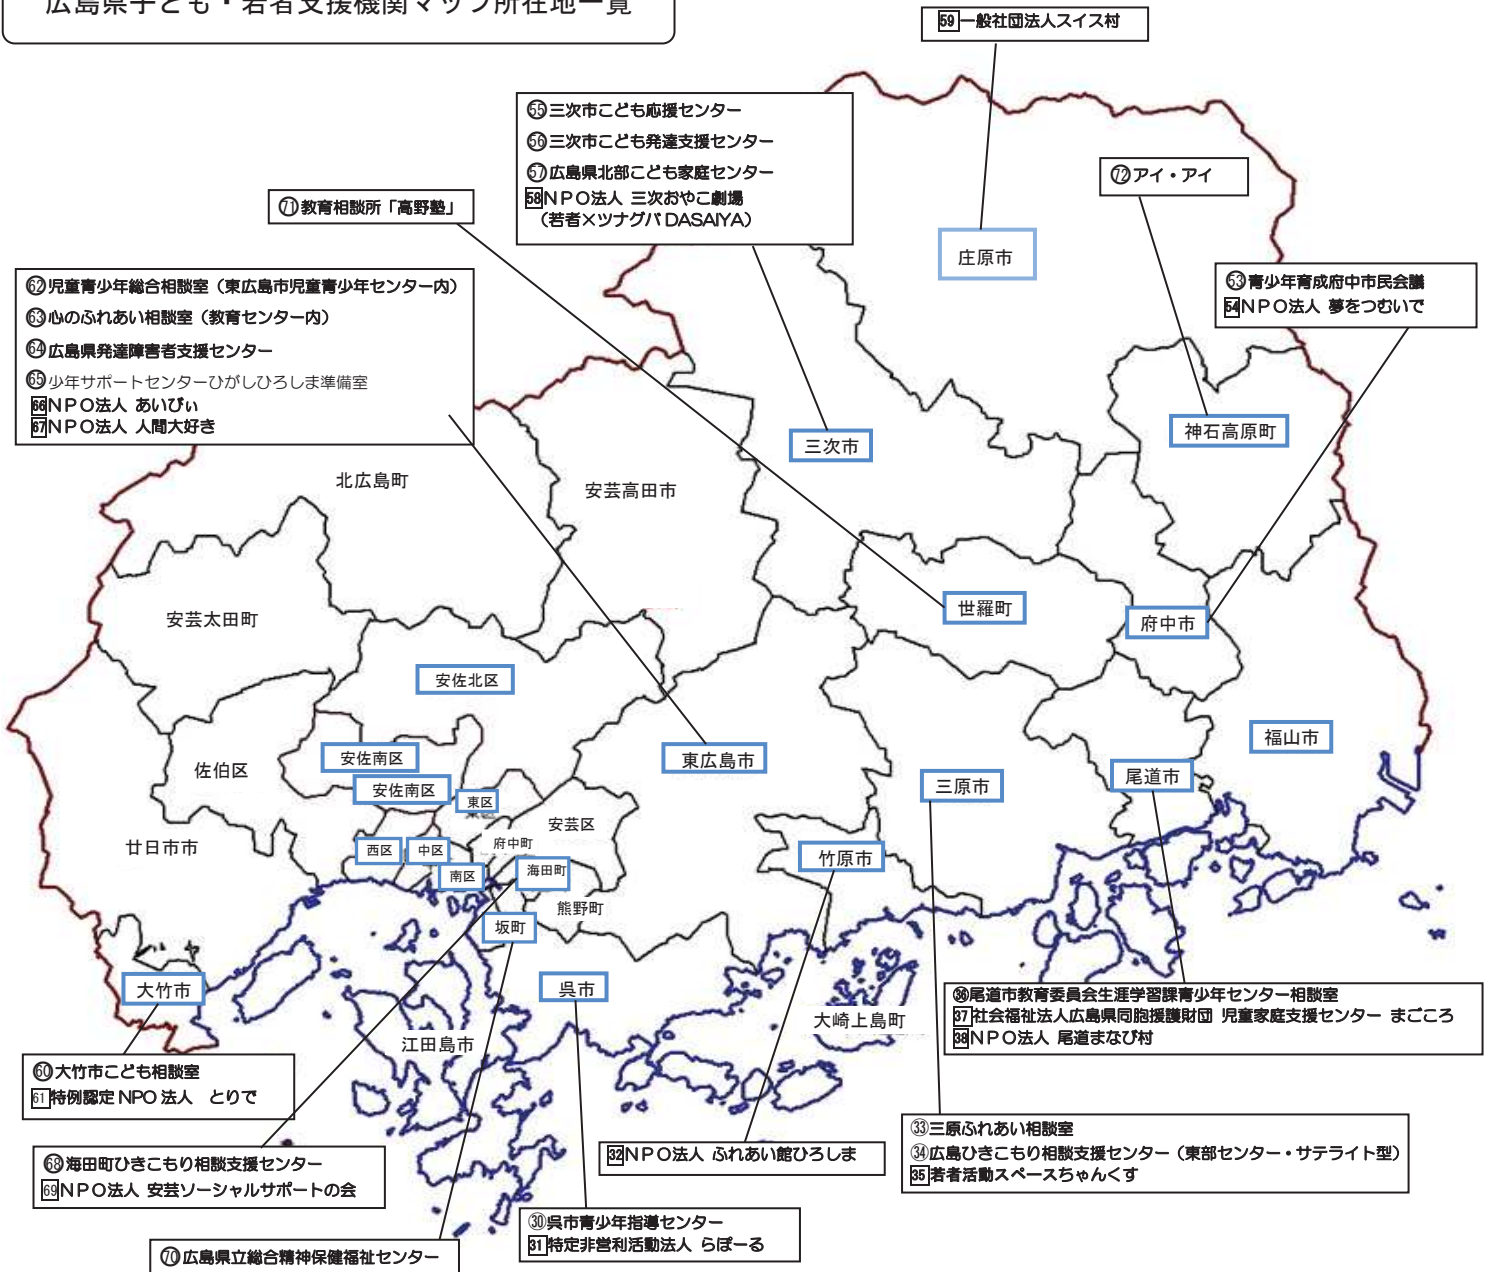 広島県子ども・若者支援機関マップ所在地一覧
59一般社団法人スイス村
55三次市こども応援センター
56三次市こども発達支援センター
57広島県北部こども家庭センター
58NPO法人 三次おやこ劇場
（若者×ツナグバDASAIYA）
72アイ・アイ
71教育相談所「高野塾」
庄原市
53青少年育成府中市民会議
54NPO法人 夢をつむいで
62児童青少年総合相談室（東広島市児童青少年センター内）
63心のふれあい相談室（教育センター内）
64広島県発達障害者支援センター
65少年サポートセンターひがしひろしま準備室
66NPO法人 あいびぃ
67NPO法人 人間大好き
三次市
神石高原町
北広島町
安芸高田市
世羅町
府中市
安芸太田町
安佐北区
福山市
東広島市
安佐南区
佐伯区
尾道市
三原市
安佐南区
東区
安芸区
廿日市市
西区
中区
府中町
竹原市
南区
海田町
熊野町
坂町
大竹市
呉市
大崎上島町
江田島市
36尾道市教育委員会生涯学習課青少年センター相談室
37社会福祉法人広島県同胞援護財団 児童家庭支援センター まごころ
38NPO法人 尾道まなび村
60大竹市こども相談室
61特例認定NPO法人　とりで
33三原ふれあい相談室
34広島ひきこもり相談支援センター（東部センター・サテライト型）
35若者活動スペースちゃんくす
32NPO法人 ふれあい館ひろしま
68海田町ひきこもり相談支援センター
69NPO法人 安芸ソーシャルサポートの会
30呉市青少年指導センター
31特定非営利活動法人 らぽーる
70広島県立総合精神保健福祉センター